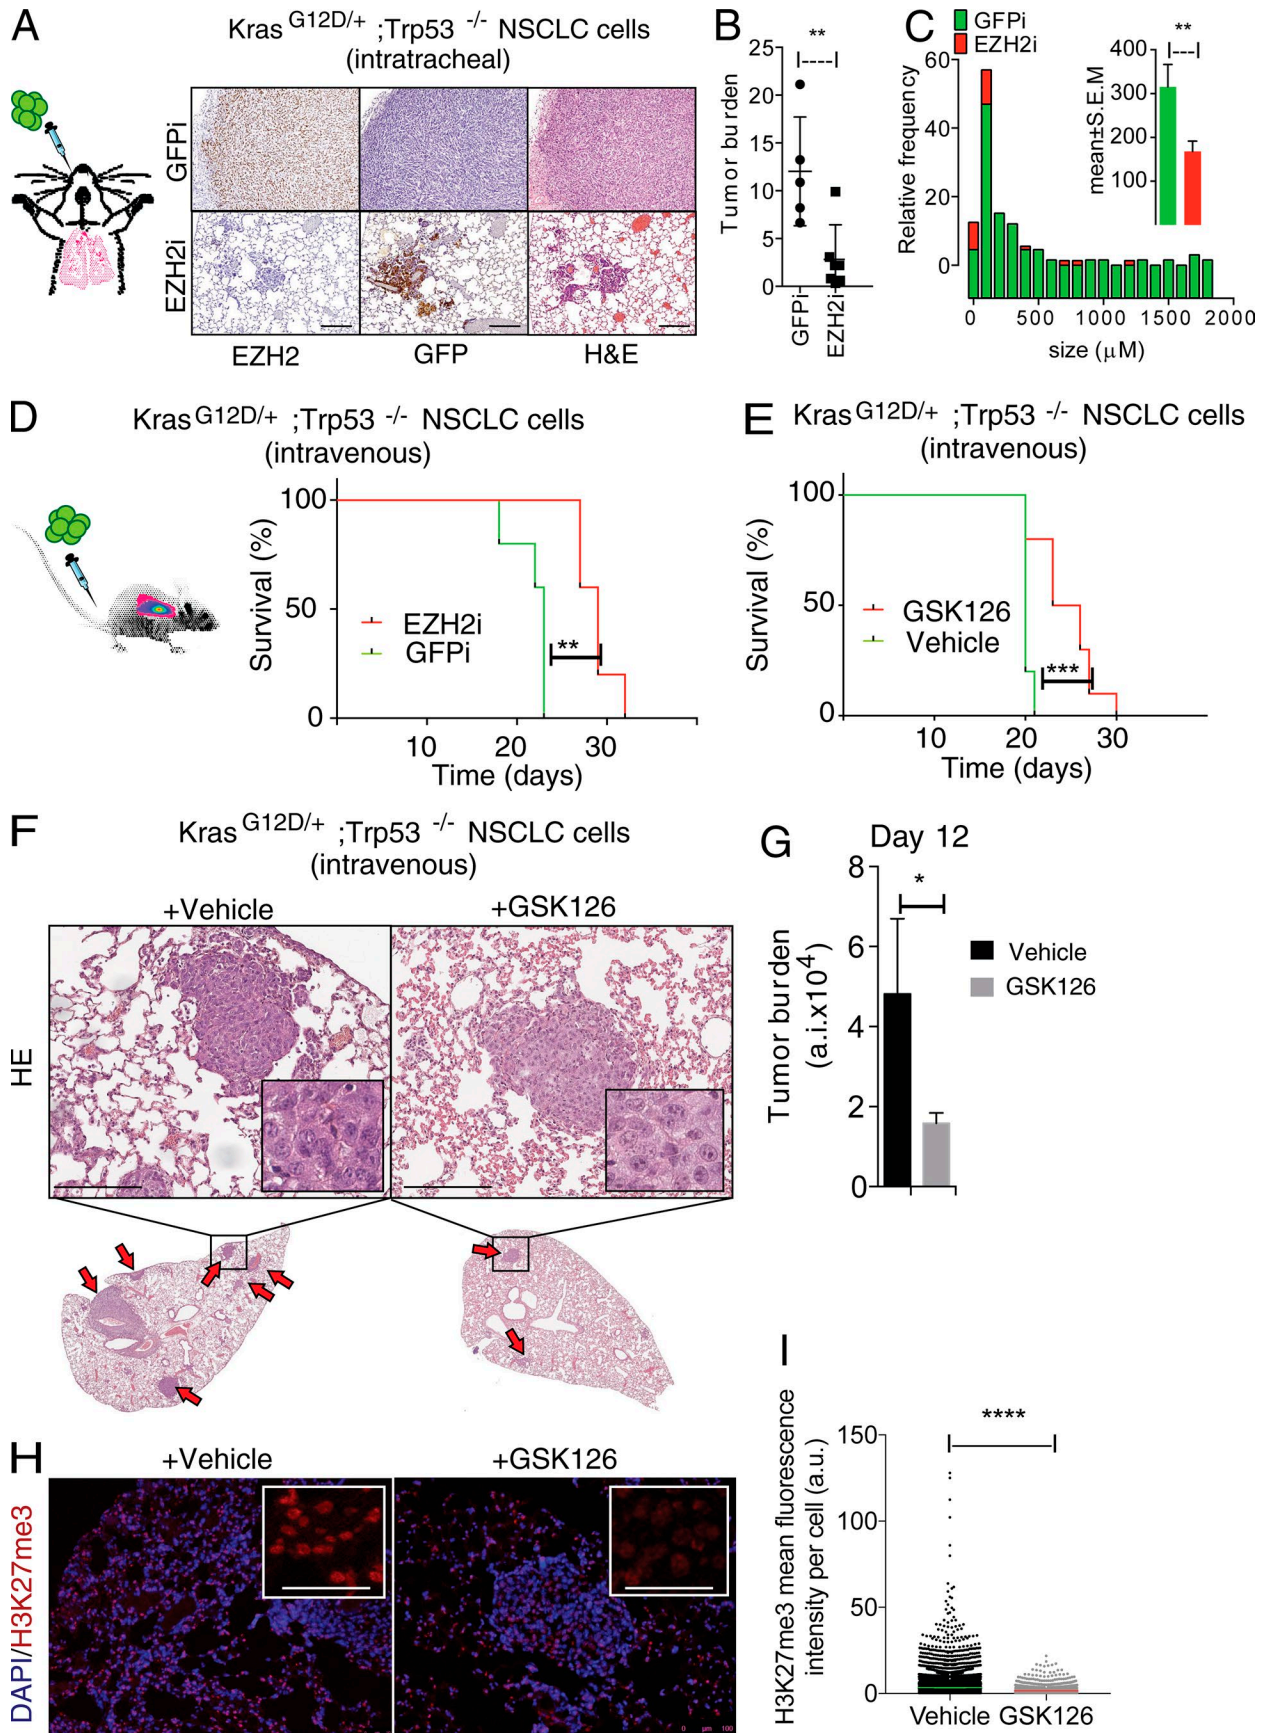 A
Kras G12D/+ ;Trp53 -/- NSCLC cells
(intratracheal)
GFPi
EZH2i
EZH2
GFP
H&E
B
Tumor burden
25
20
15
10
5
0
**
GFPi
EZH2i
C
GFPi
EZH2i
Relative frequency
60
40
20
0
0
500
1000
1500
2000
size (μM)
mean±S.E.M
400
300
200
100
**
D
Kras G12D/+ ;Trp53 -/- NSCLC cells
(intravenous)
Survival (%)
100
50
0
EZH2i
GFPi
**
10
20
30
Time (days)
E
Kras G12D/+ ;Trp53 -/- NSCLC cells
(intravenous)
Survival (%)
100
50
0
GSK126
Vehicle
***
10
20
30
Time (days)
F
Kras G12D/+ ;Trp53 -/- NSCLC cells
(intravenous)
+Vehicle
+GSK126
HE
G
Day 12
Tumor burden
(a.i.x10⁴)
8
6
4
2
0
*
Vehicle
GSK126
H
+Vehicle
+GSK126
DAPI/H3K27me3
0 µm 100
I
H3K27me3 mean fluorescence
intensity per cell (a.u.)
150
100
50
0
****
Vehicle GSK126